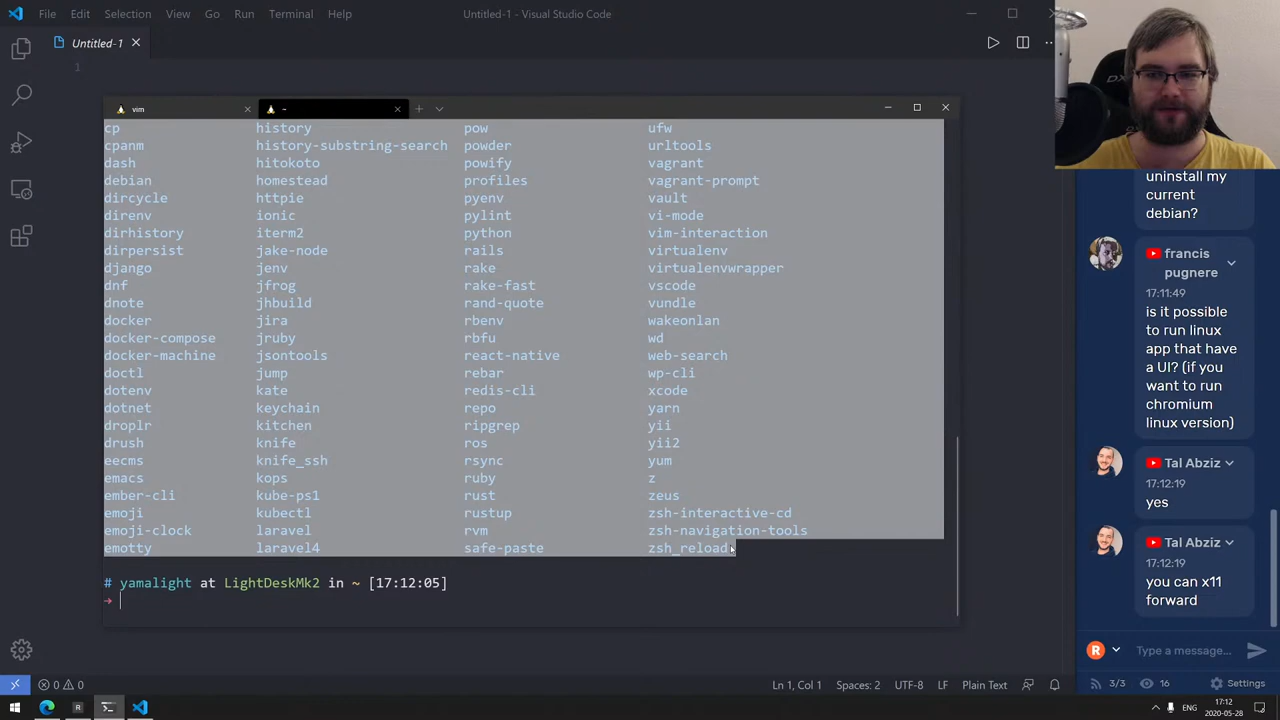 File Edit Selection View Go Run Terminal Help Untitled-1 - Visual Studio Code
Untitled-1
1
vim
~
cp history pow ufw
cpanm history-substring-search powder urltools
dash hitokoto powify vagrant
debian homestead profiles vagrant-prompt
dircycle httpie pyenv vault
direnv ionic pylint vi-mode
dirhistory iterm2 python vim-interaction
dirpersist jake-node rails virtualenv
django jenv rake virtualenvwrapper
dnf jfrog rake-fast vscode
dnote jhbuild rand-quote vundle
docker jira rbenv wakeonlan
docker-compose jruby rbfu wd
docker-machine jsontools react-native web-search
doctl jump rebar wp-cli
dotenv kate redis-cli xcode
dotnet keychain repo yarn
droplr kitchen ripgrep yii
drush knife ros yii2
eecms knife_ssh rsync yum
emacs kops ruby z
ember-cli kube-ps1 rust zeus
emoji kubectl rustup zsh-interactive-cd
emoji-clock laravel rvm zsh-navigation-tools
emotty laravel4 safe-paste zsh_reload
# yamalight at LightDeskMk2 in ~ [17:12:05]
→
uninstall my
current
debian?
francis
pugnere
17:11:49
is it possible
to run linux
app that have
a UI? (if you
want to run
chromium
linux version)
Tal Abziz
17:12:19
yes
Tal Abziz
17:12:19
you can x11
forward
R
Type a message...
3/3 16 Settings
0 0 Ln 1, Col 1 Spaces: 2 UTF-8 LF Plain Text
R
ENG
17:12
2020-05-28